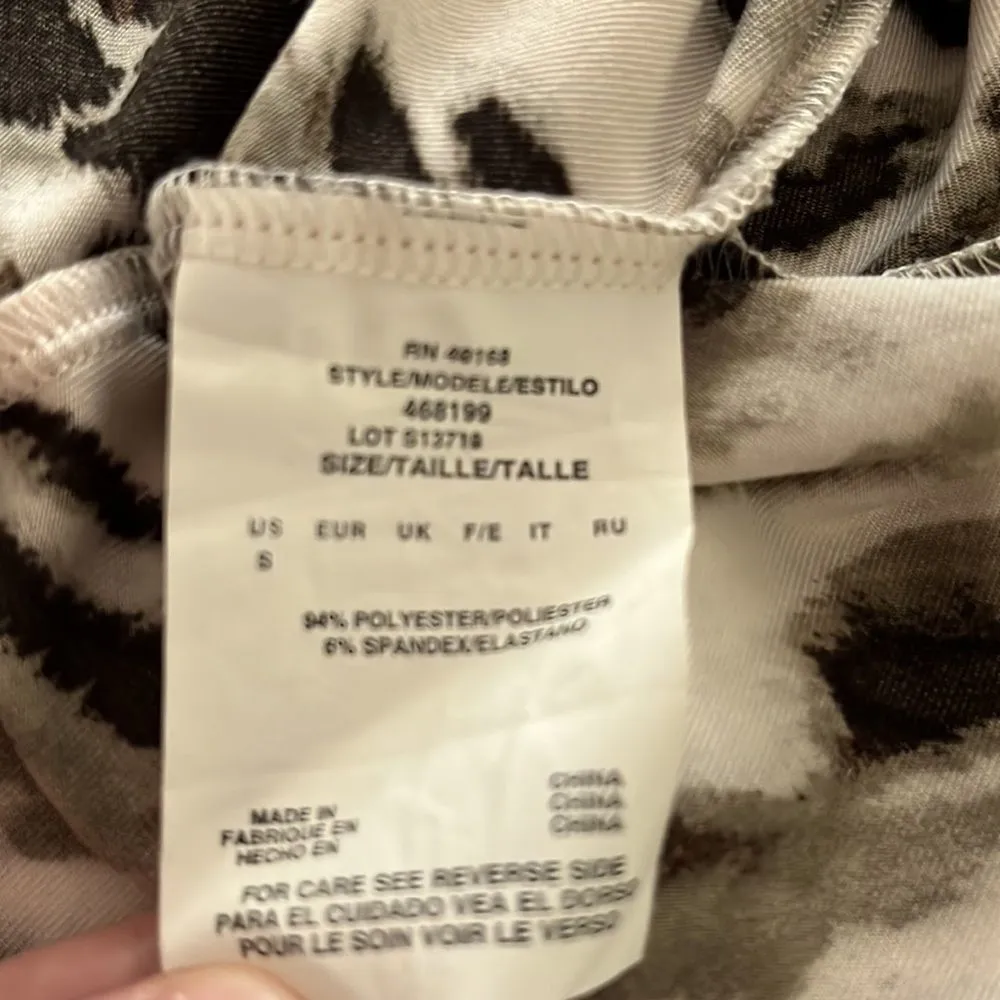 RN 40168
STYLE/MODELE/ESTILO
468199
LOT S13718
SIZE/TAILLE/TALLE
US EUR UK F/E IT RU
S
94% POLYESTER/POLIESTER
6% SPANDEX/ELASTANO
MADE IN CHINA
FABRIQUE EN CHINA
HECHO EN CHINA
FOR CARE SEE REVERSE SIDE
PARA EL CUIDADO VEA EL DORSO
POUR LE SOIN VOIR LE VERSO